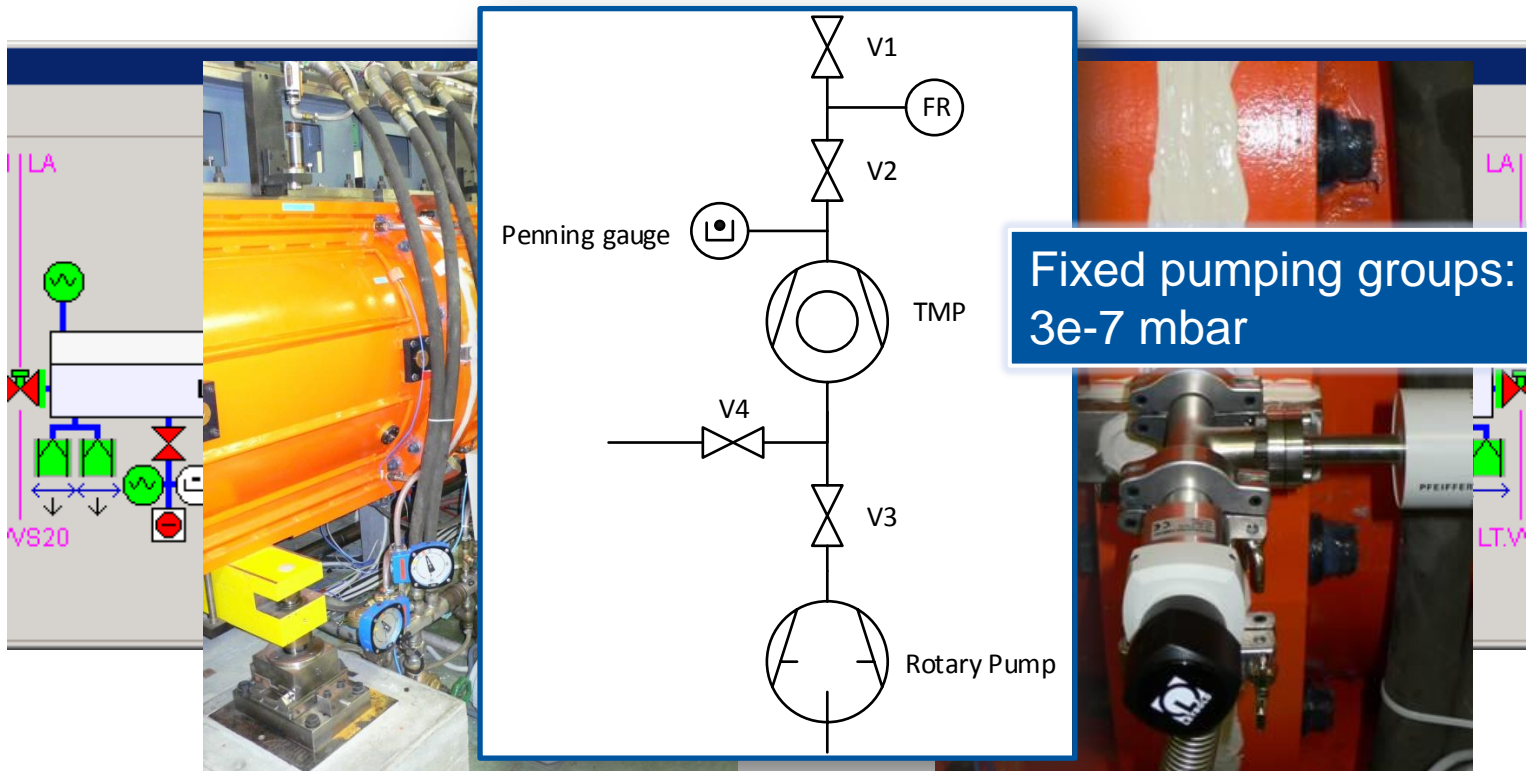 V1
FR
V2
LA
LA
Penning gauge
Fixed pumping groups:
3e-7 mbar
TMP
V4
PFEIFFER
V3
VS20
LT.V
Rotary Pump